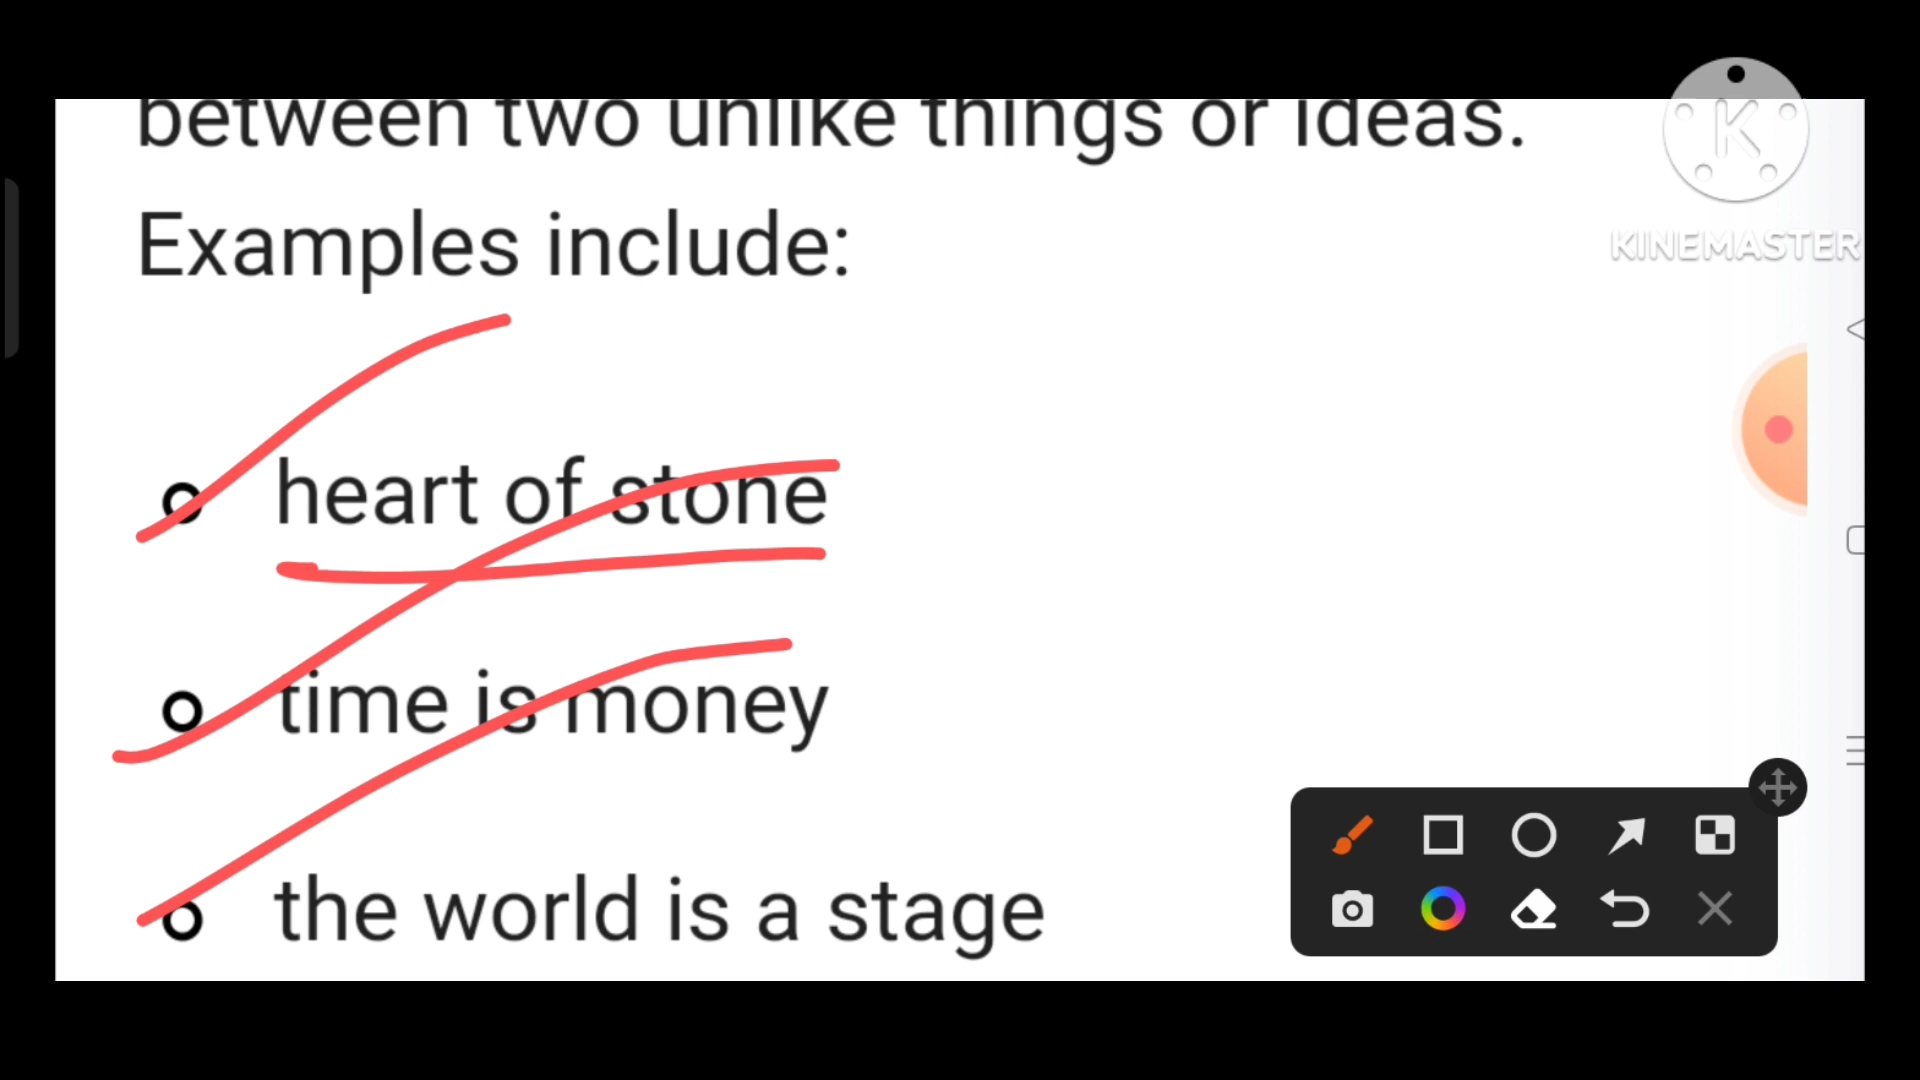 between two unlike things or ideas.
Examples include:
heart of stone
time is money
the world is a stage
K
KINEMASTER